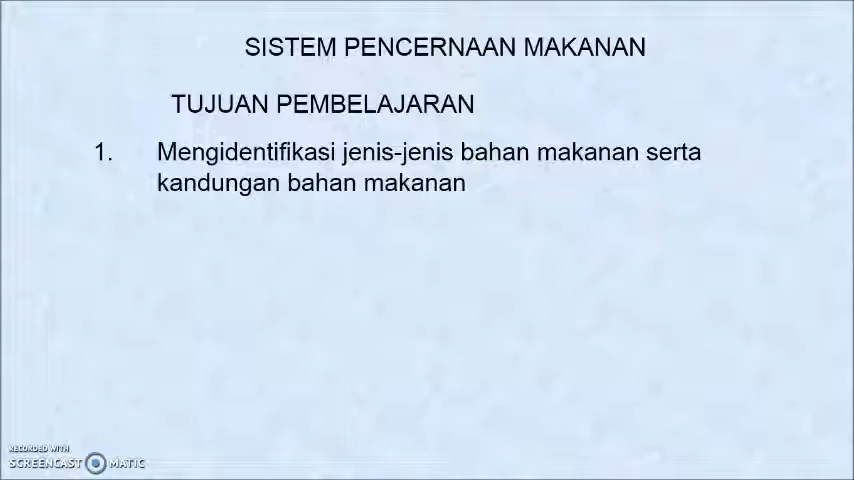 SISTEM PENCERNAAN MAKANAN
TUJUAN PEMBELAJARAN
1. Mengidentifikasi jenis-jenis bahan makanan serta
kandungan bahan makanan
RECORDED WITH
SCREENCAST MATIC